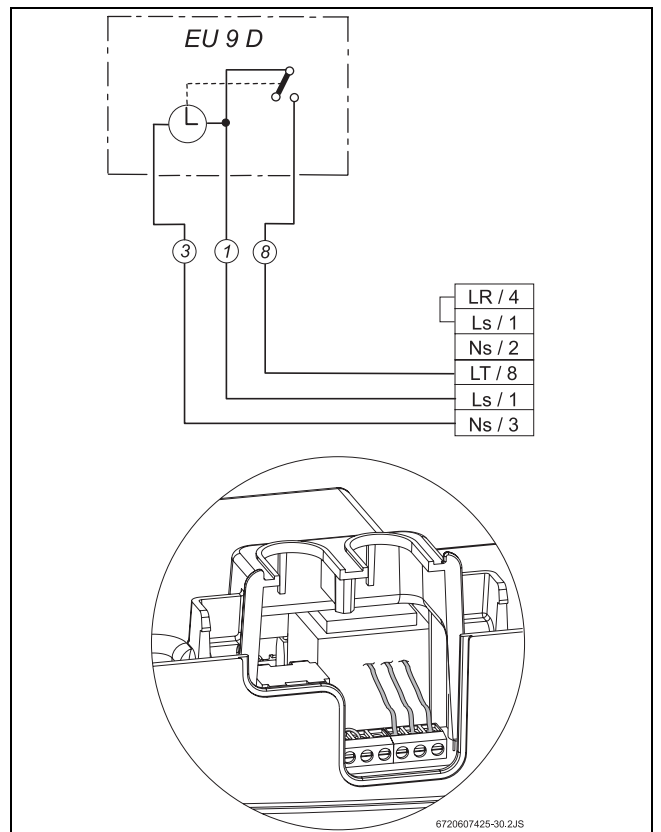 EU 9 D
3 1 8
LR / 4
Ls / 1
Ns / 2
LT / 8
Ls / 1
Ns / 3
6720607425-30.2JS